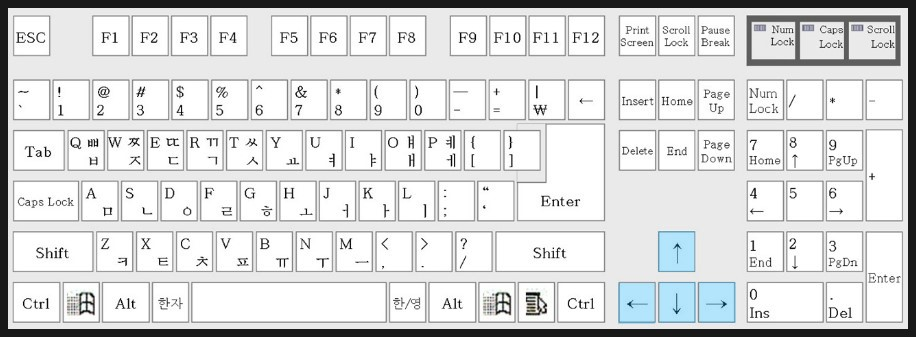 ESC F1 F2 F3 F4 F5 F6 F7 F8 F9 F10 F11 F12 Print Scroll Pause Num Caps Scroll
Screen Lock Break Lock Lock Lock
~ ! @ # $ % ^ & * ( ) — + | ← Insert Home Page Num / * -
` 1 2 3 4 5 6 7 8 9 0 - = ₩ Up Lock
Tab Q ㅃ W ㅉ E ㄸ R ㄲ T ㅆ Y U I O ㅒ P ㅖ { } Delete End Page 7 8 9 +
ㅂ ㅈ ㄷ ㄱ ㅅ ㅛ ㅕ ㅑ ㅐ ㅔ [ ] Down Home ↑ PgUp
Caps Lock A S D F G H J K L : “ Enter 4 5 6
ㅁ ㄴ ㅇ ㄹ ㅎ ㅗ ㅓ ㅏ ㅣ ; ‘ ← →
Shift Z X C V B N M < > ? Shift ↑ 1 2 3 Enter
ㅋ ㅌ ㅊ ㅍ ㅠ ㅜ ㅡ , . / End ↓ PgDn
Ctrl Alt 한자 한/영 Alt Ctrl ← ↓ → 0 .
Ins Del